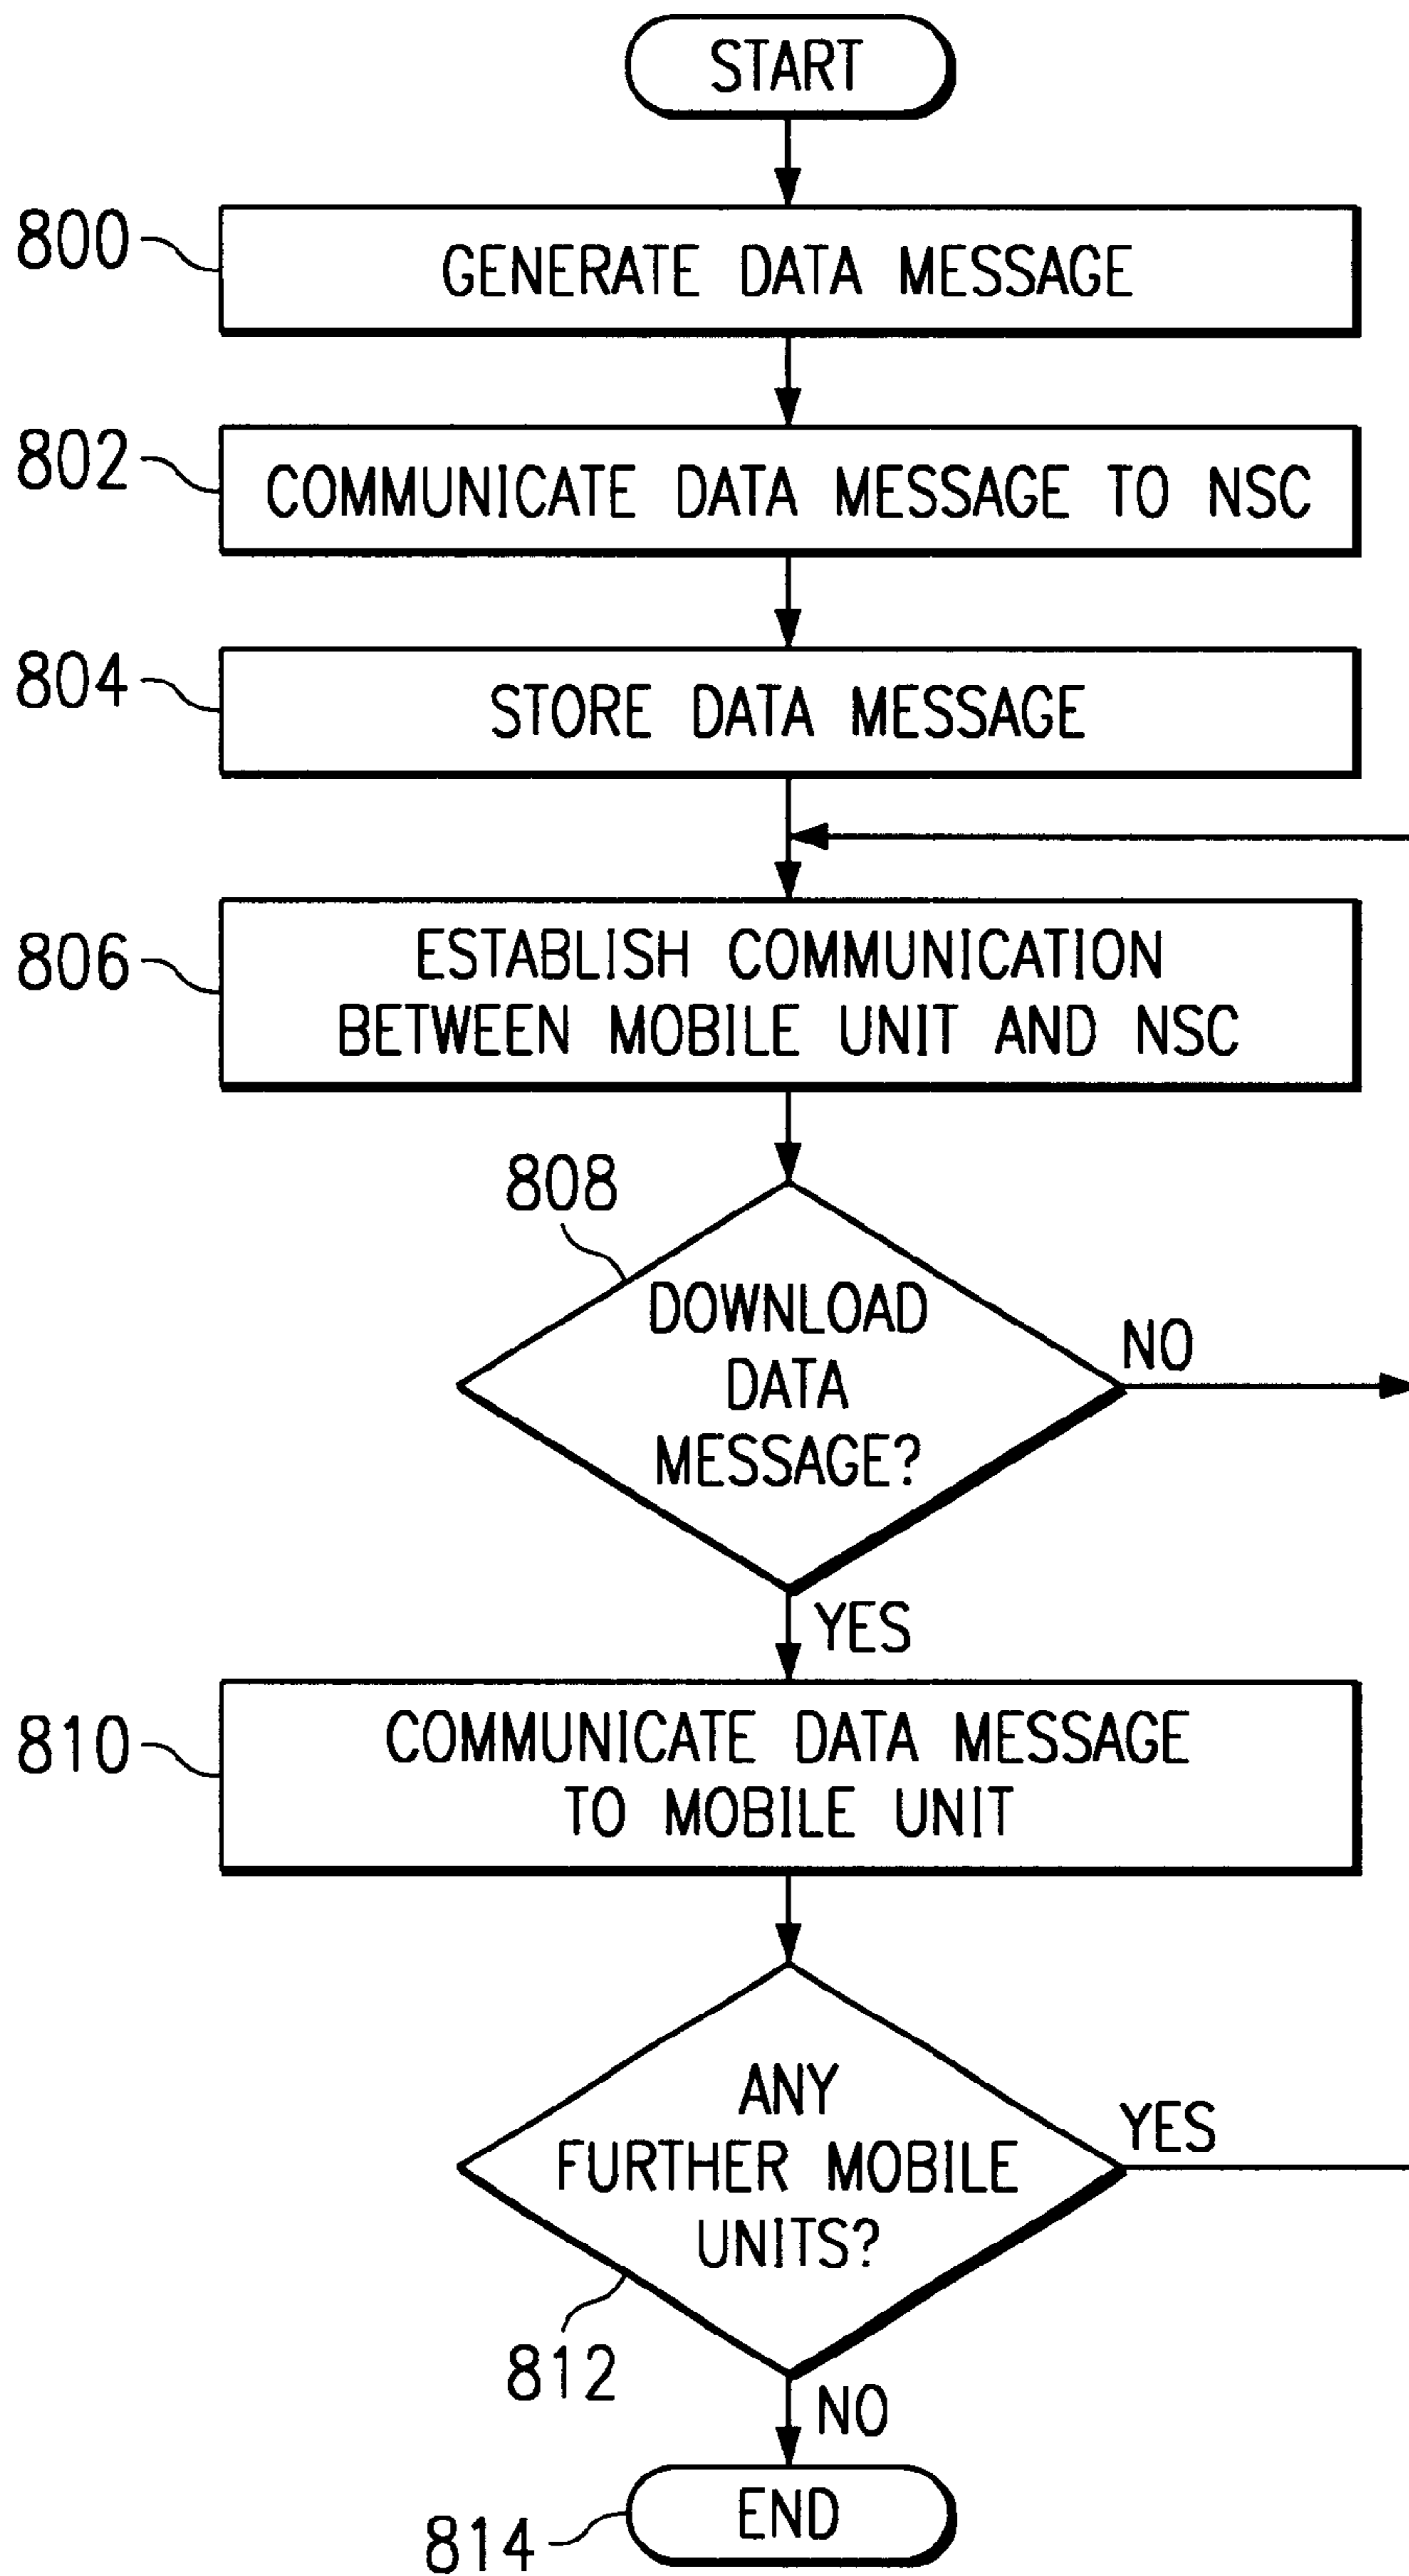 START
800
GENERATE DATA MESSAGE
802
COMMUNICATE DATA MESSAGE TO NSC
804
STORE DATA MESSAGE
806
ESTABLISH COMMUNICATION
BETWEEN MOBILE UNIT AND NSC
808
DOWNLOAD
DATA
MESSAGE?
NO
YES
810
COMMUNICATE DATA MESSAGE
TO MOBILE UNIT
ANY
FURTHER MOBILE
UNITS?
YES
812
NO
END
814